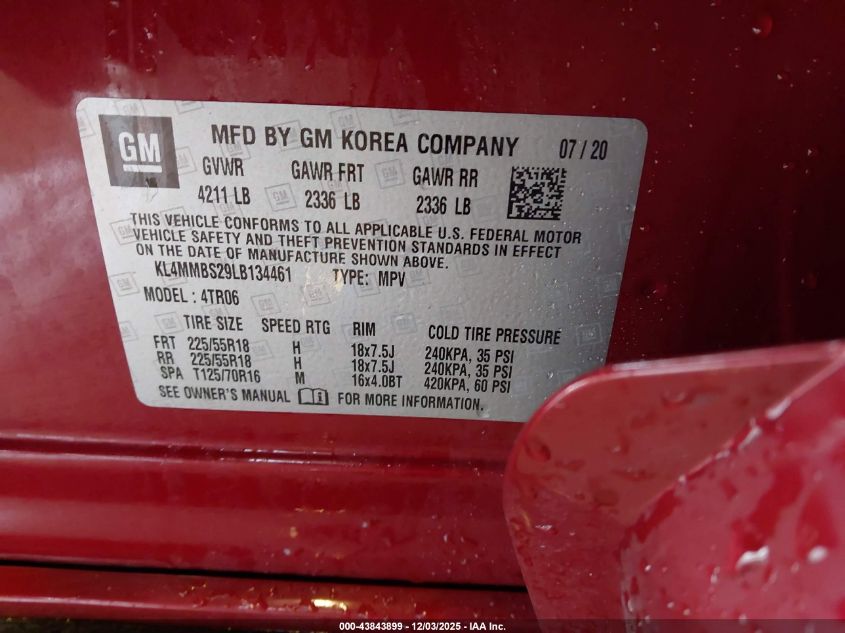 GM
MFD BY GM KOREA COMPANY 07 / 20
GVWR GAWR FRT GAWR RR
4211 LB 2336 LB 2336 LB
THIS VEHICLE CONFORMS TO ALL APPLICABLE U.S. FEDERAL MOTOR
VEHICLE SAFETY AND THEFT PREVENTION STANDARDS IN EFFECT
ON THE DATE OF MANUFACTURE SHOWN ABOVE.
KL4MMBS29LB134461 TYPE: MPV
MODEL : 4TR06
TIRE SIZE SPEED RTG RIM COLD TIRE PRESSURE
FRT 225/55R18 H 18x7.5J 240KPA, 35 PSI
RR 225/55R18 H 18x7.5J 240KPA, 35 PSI
SPA T125/70R16 M 16x4.0BT 420KPA, 60 PSI
SEE OWNER'S MANUAL FOR MORE INFORMATION.
000-43843899 - 12/03/2025 - IAA Inc.